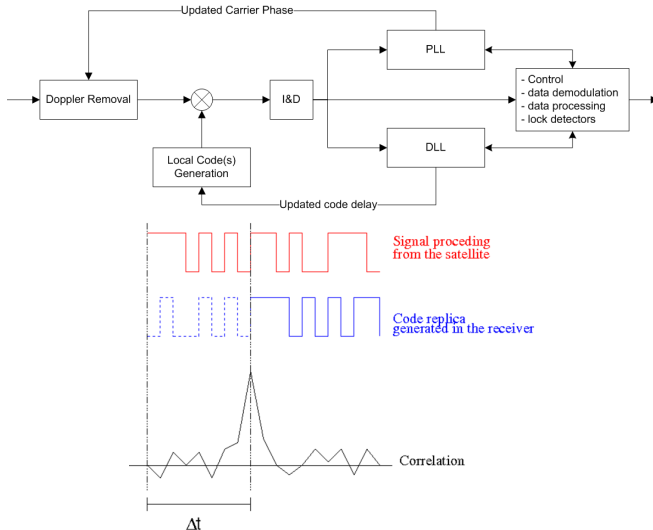 Updated Carrier Phase
PLL
Doppler Removal
I&D
- Control
- data demodulation
- data processing
- lock detectors
Local Code(s)
Generation
DLL
Updated code delay
Signal proceding
from the satellite
Code replica
generated in the receiver
Correlation
Δt